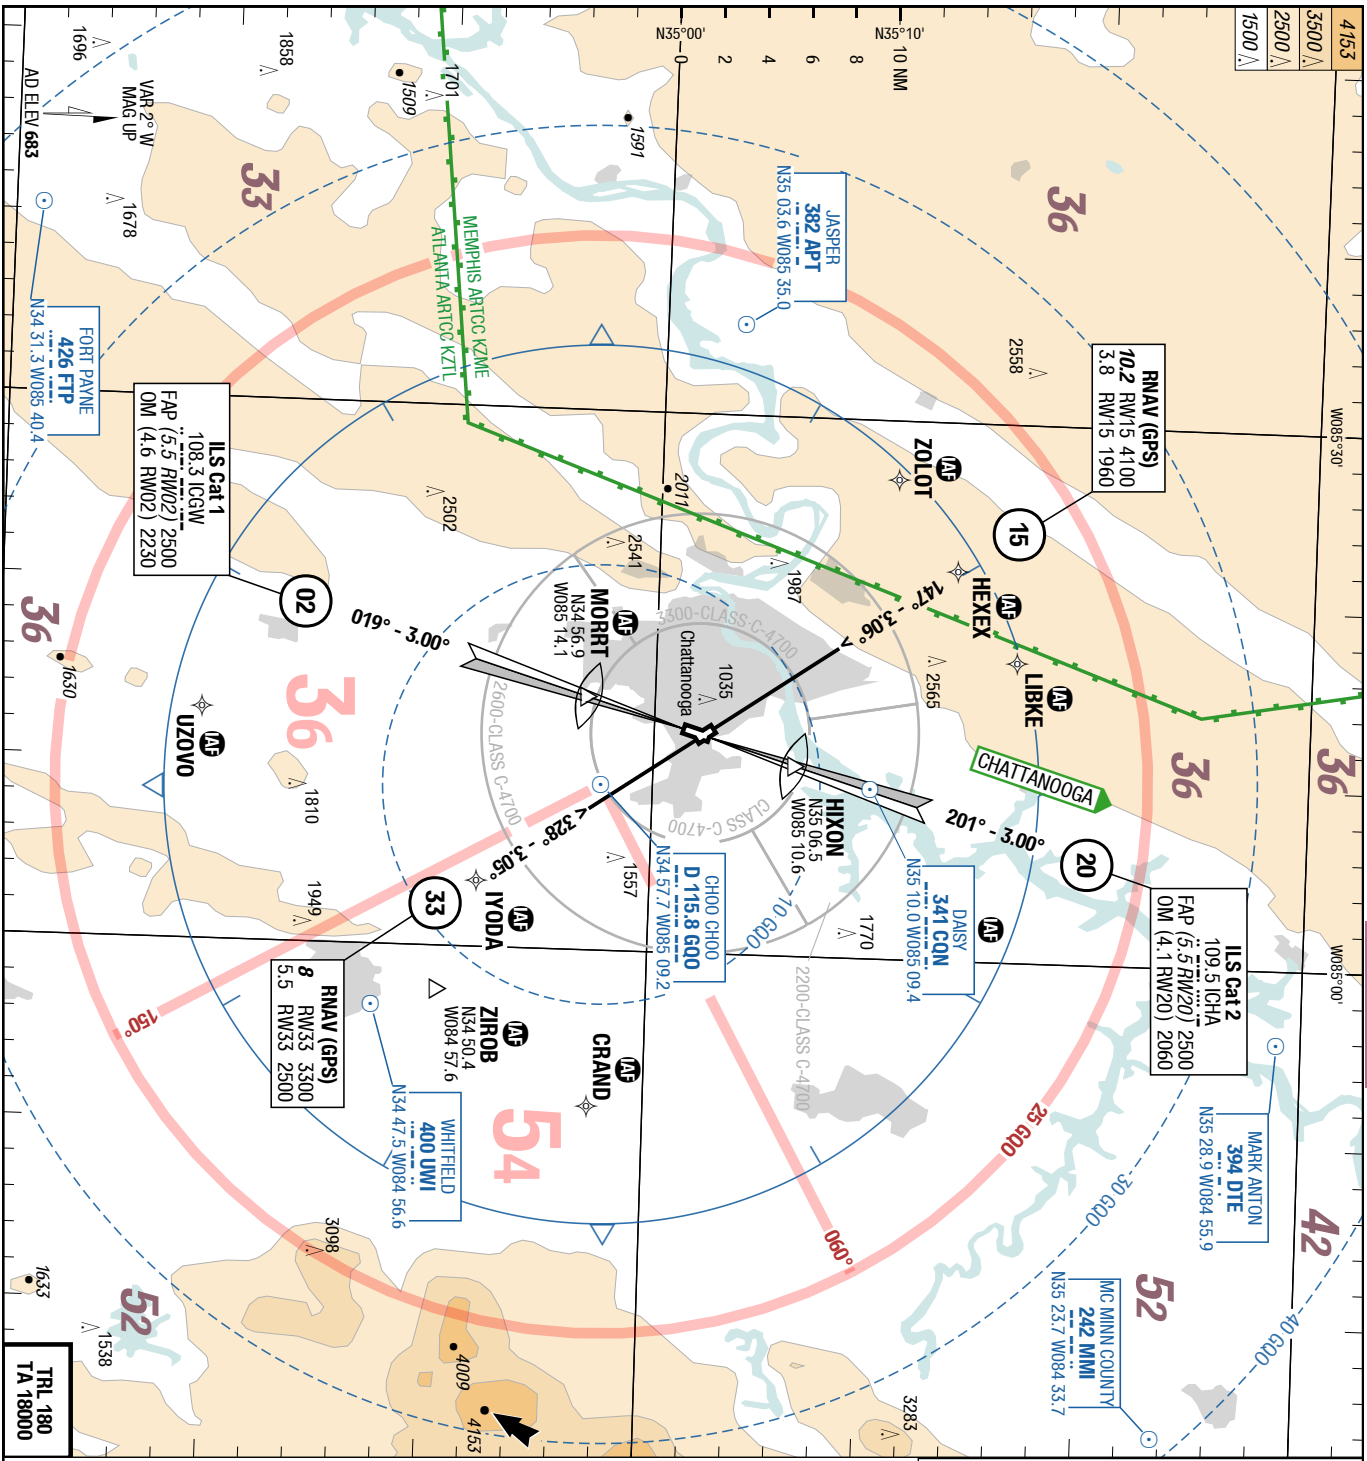 4153
3500
2500
1500
N35°00'
N35°10'
0 2 4 6 8 10 NM
1696
1858
1509
1701
1591
AD ELEV 683
VAR 2° W
MAG UP
33
1678
36
JASPER
382 APT
N35 03.6 W085 35.0
MEMPHIS ARTCC KZME
ATLANTA ARTCC KZTL
FORT PAYNE
426 FTP
N34 31.3 W085 40.4
2558
RNAV (GPS)
10.2 RW15 4100
3.8 RW15 1960
15
W085°30'
ILS Cat 1
108.3 ICGW
FAP (5.5 RW02) 2500
OM (4.6 RW02) 2230
02
019° - 3.00°
2502
2011
2541
1987
IAF
ZOLOT
IAF
HEXEX
147° - 3.06° >
IAF
LIBKE
2565
IAF
MORRT
N34 56.9
W085 14.1
3300-CLASS-C-4700
Chattanooga
1035
2600-CLASS C-4700
CLASS C-4700
36
1630
36
IAF
UZOVO
1810
CHATTANOOGA
36
36
201° - 3.00°
20
IAF
HIXON
N35 06.5
W085 10.6
< 328° - 3.05°
1557
CHOO CHOO
D 115.8 GQO
N34 57.7 W085 09.2
10 GQO
1770
IAF
DAISY
341 CQN
N35 10.0 W085 09.4
ILS Cat 2
109.5 ICHA
FAP (5.5 RW20) 2500
OM (4.1 RW20) 2060
W085°00'
33
IAF
IYODA
1949
RNAV (GPS)
8 RW33 3300
5.5 RW33 2500
150°
IAF
ZIROB
N34 50.4
W084 57.6
IAF
CRAND
2200-CLASS C-4700
54
WHITFIELD
400 UWI
N34 47.5 W084 56.6
25 GQO
30 GQO
40 GQO
MARK ANTON
394 DTE
N35 28.9 W084 55.9
42
52
060°
MC MINN COUNTY
242 MMI
N35 23.7 W084 33.7
3098
1633
52
1538
4009
4153
3283
TRL 180
TA 18000